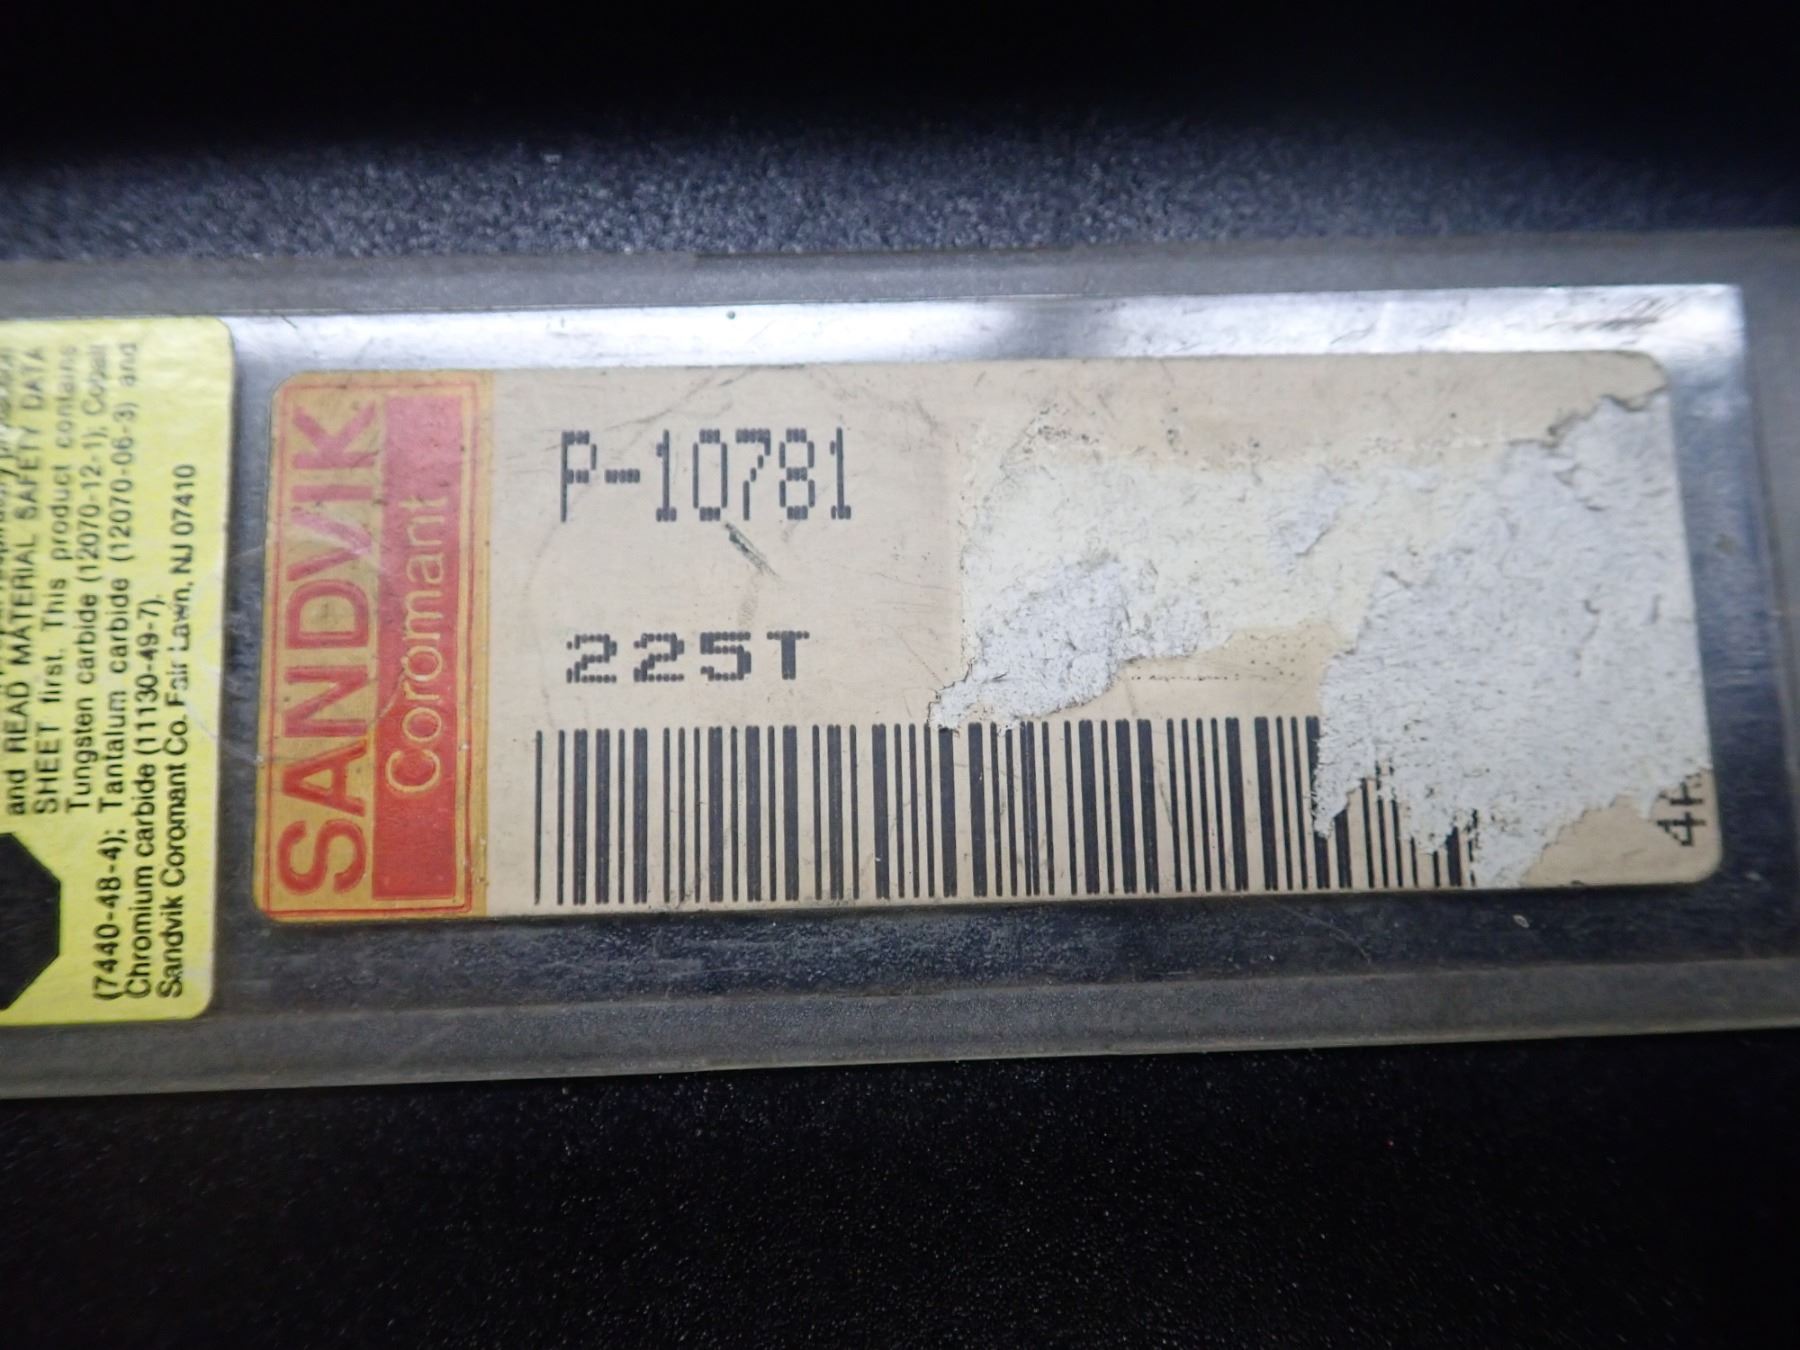 and READ MATERIAL SAFETY DATA
SHEET first. This product contains
Tungsten carbide (12070-12-1), Cobalt
(7440-48-4); Tantalum carbide (12070-06-3) and
Chromium carbide (11130-49-7).
Sandvik Coromant Co. Fair Lawn, NJ 07410
SANDVIK
Coromant
P-10781
225T